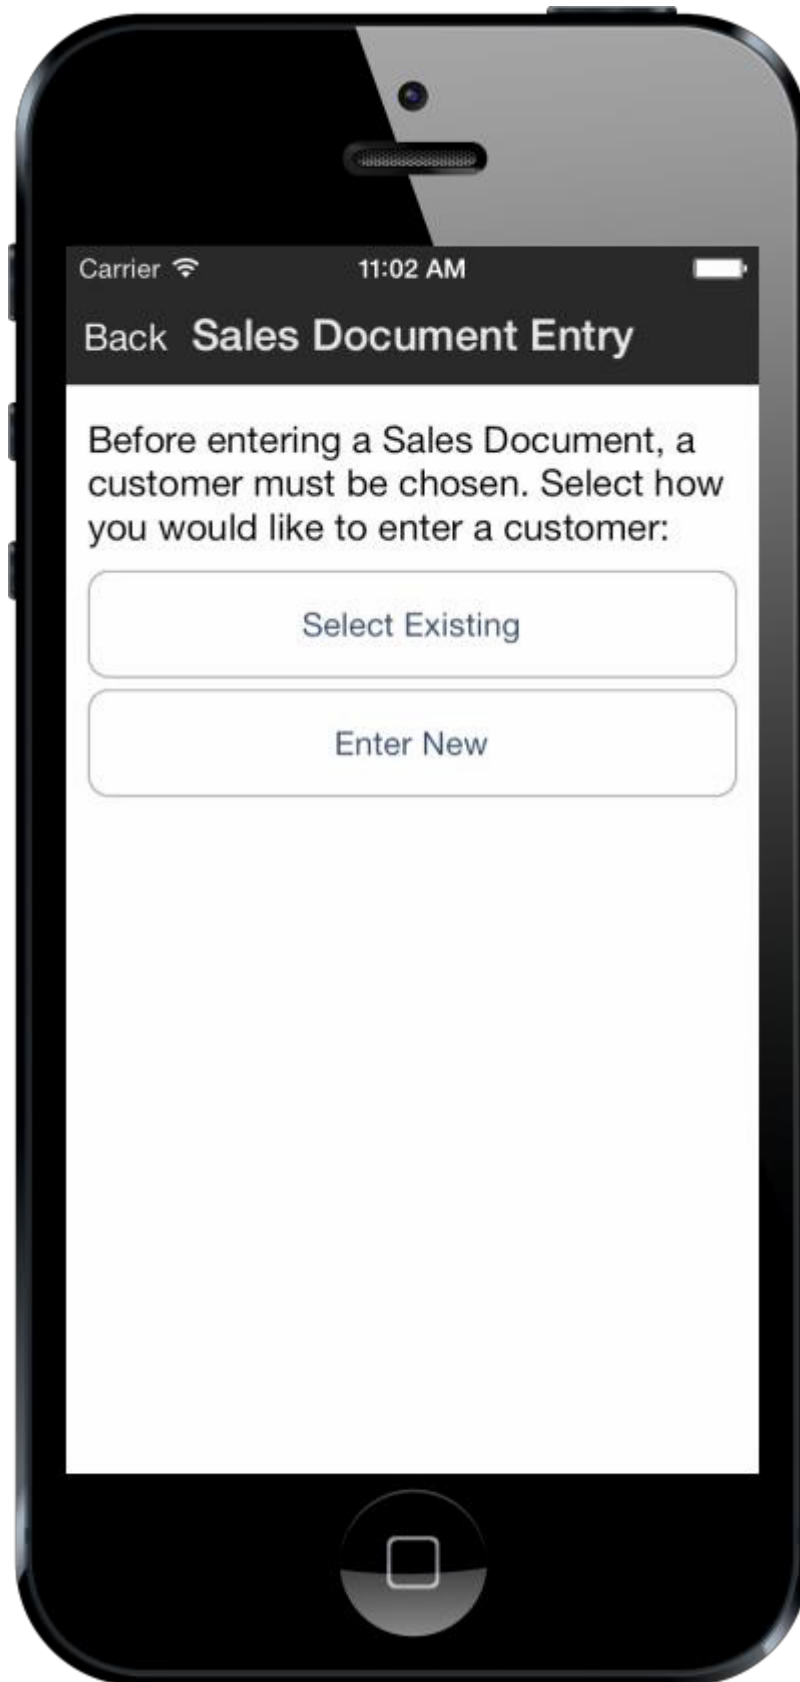 Carrier 11:02 AM
Back Sales Document Entry
Before entering a Sales Document, a
customer must be chosen. Select how
you would like to enter a customer:
Select Existing
Enter New